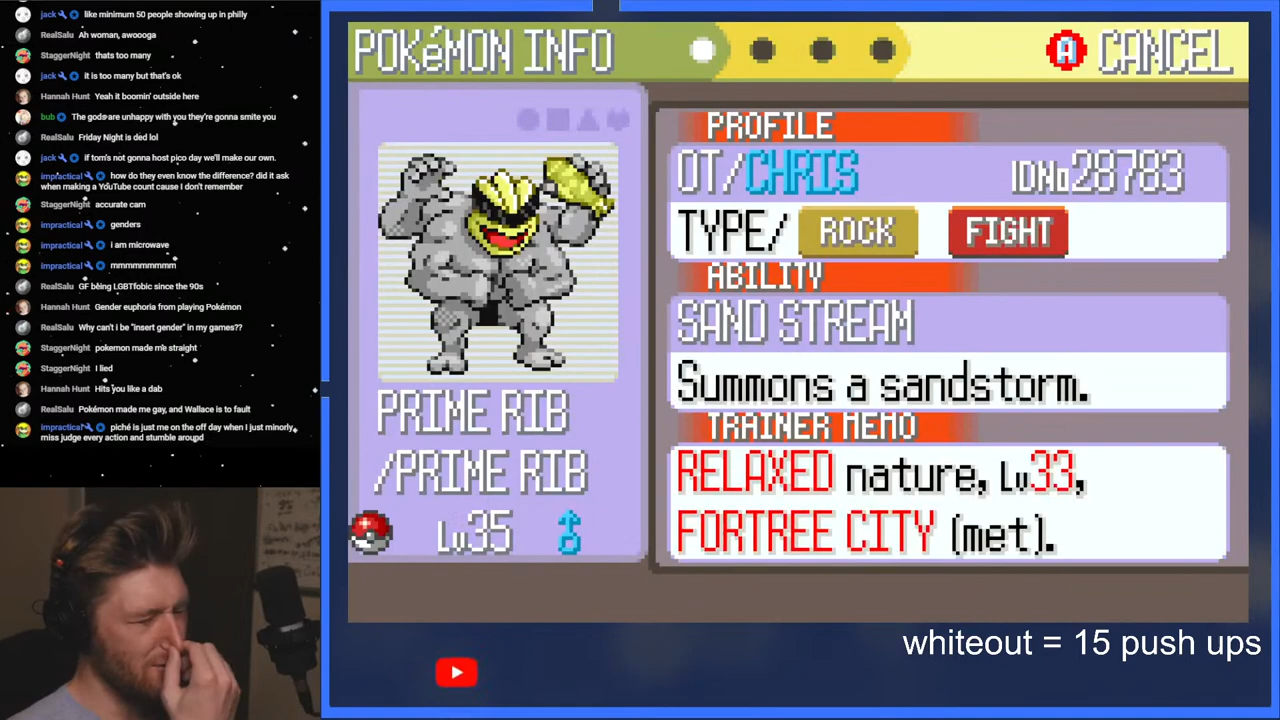 jack like minimum 50 people showing up in philly
RealSalu Ah woman, awoooga
StaggerNight thats too many
jack it is too many but that's ok
Hannah Hunt Yeah it boomin' outside here
bub The gods are unhappy with you they're gonna smite you
RealSalu Friday Night is ded lol
jack if tom's not gonna host pico day we'll make our own.
impractical how do they even know the difference? did it ask
when making a YouTube count cause I don't remember
StaggerNight accurate cam
impractical genders
impractical i am microwave
impractical mmmmmmmmm
RealSalu GF being LGBTfobic since the 90s
Hannah Hunt Gender euphoria from playing Pokémon
RealSalu Why cant i be "insert gender" in my games??
StaggerNight pokemon made me straight
StaggerNight I lied
Hannah Hunt Hits you like a dab
RealSalu Pokémon made me gay, and Wallace is to fault
impractical piché is just me on the off day when I just minorly
miss judge every action and stumble around
POKéMON INFO
A CANCEL
PROFILE
OT/CHRIS IDNo28783
TYPE/ ROCK FIGHT
ABILITY
SAND STREAM
Summons a sandstorm.
TRAINER MEMO
RELAXED nature, Lv33,
FORTREE CITY (met).
PRIME RIB
/PRIME RIB
Lv35 ♂
whiteout = 15 push ups